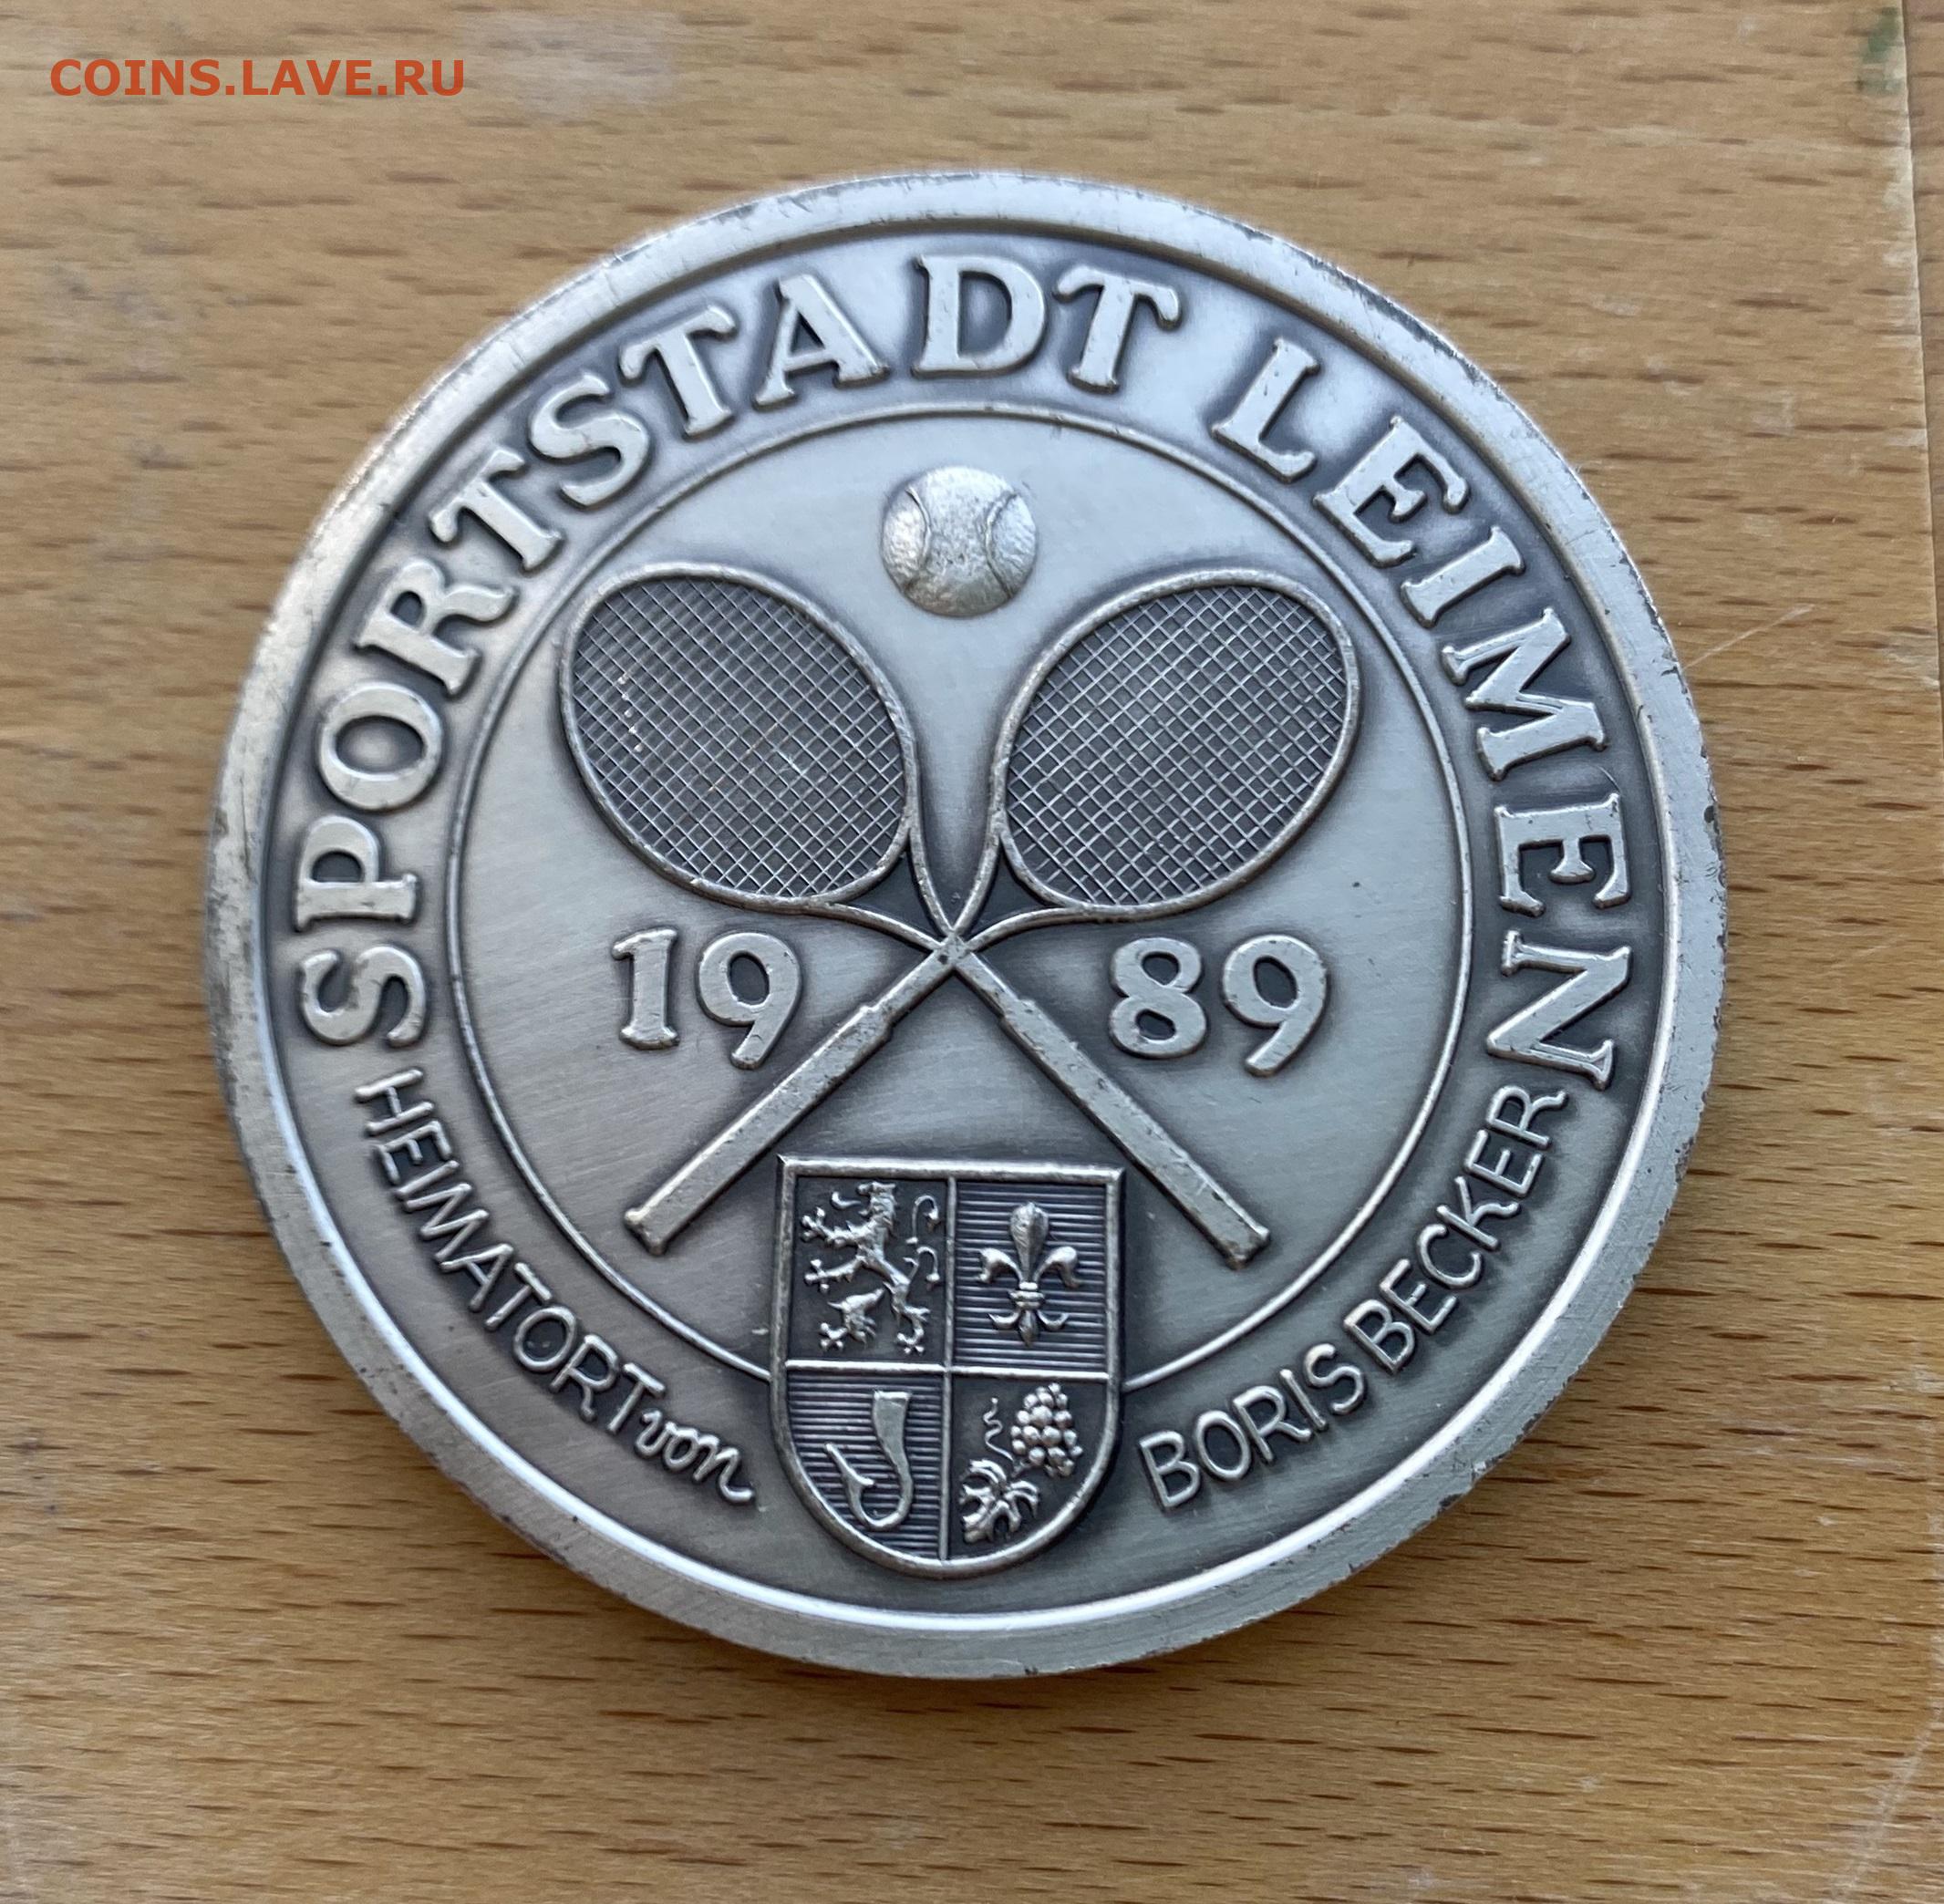 COINS.LAVE.RU
SPORTSTADT LEIMEN
19 89
HEIMATORT von BORIS BECKER